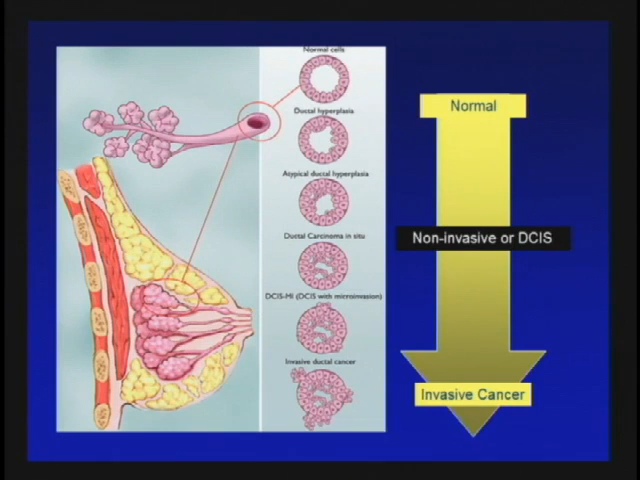 Normal cells
Ductal hyperplasia
Atypical ductal hyperplasia
Ductal Carcinoma in situ
DCIS-MI (DCIS with microinvasion)
Invasive ductal cancer
Normal
Non-invasive or DCIS
Invasive Cancer